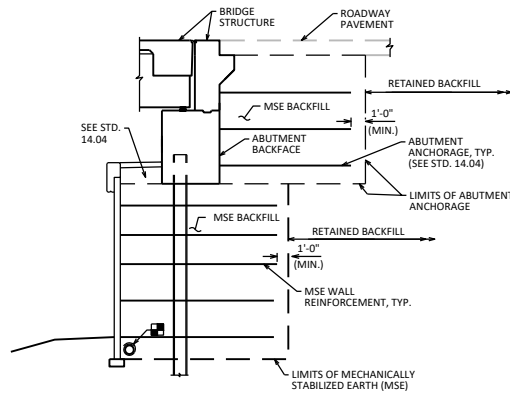 BRIDGE
STRUCTURE
ROADWAY
PAVEMENT
RETAINED BACKFILL
MSE BACKFILL
1'-0"
(MIN.)
SEE STD.
14.04
ABUTMENT
BACKFACE
ABUTMENT
ANCHORAGE, TYP.
(SEE STD. 14.04)
LIMITS OF ABUTMENT
ANCHORAGE
MSE BACKFILL
RETAINED BACKFILL
1'-0"
(MIN.)
MSE WALL
REINFORCEMENT, TYP.
LIMITS OF MECHANICALLY
STABILIZED EARTH (MSE)